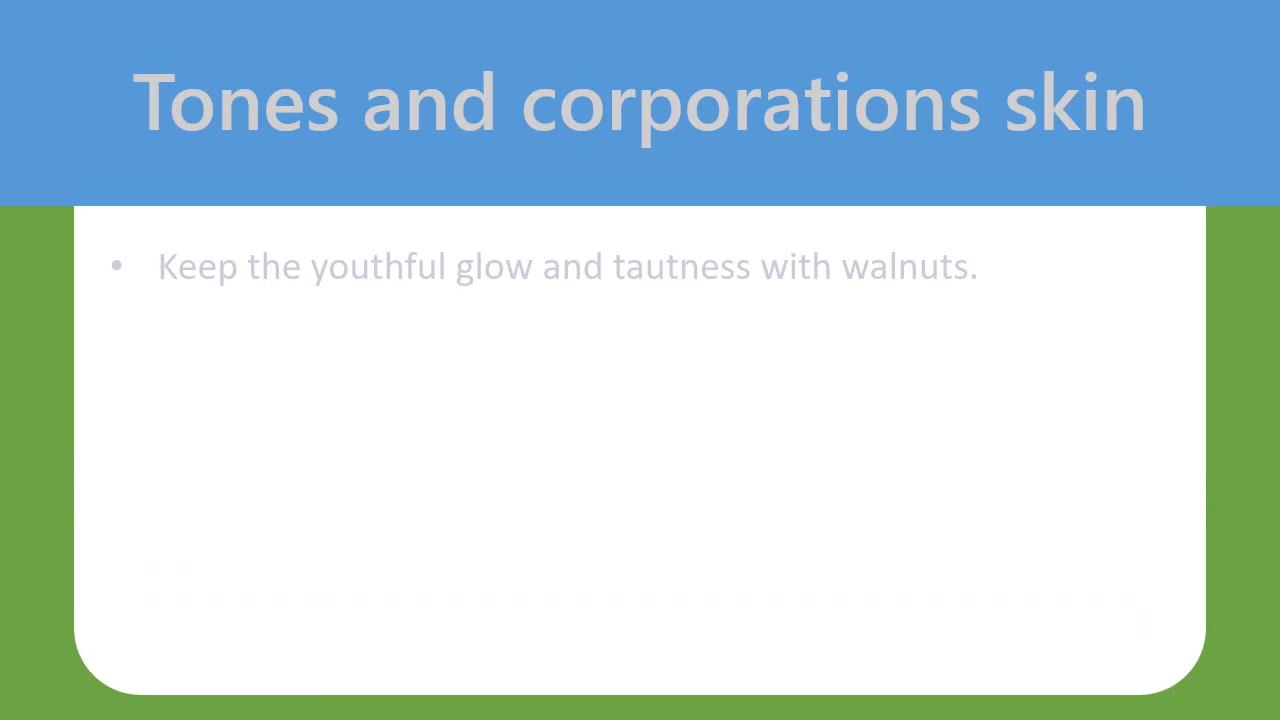 Tones and corporations skin
• Keep the youthful glow and tautness with walnuts.